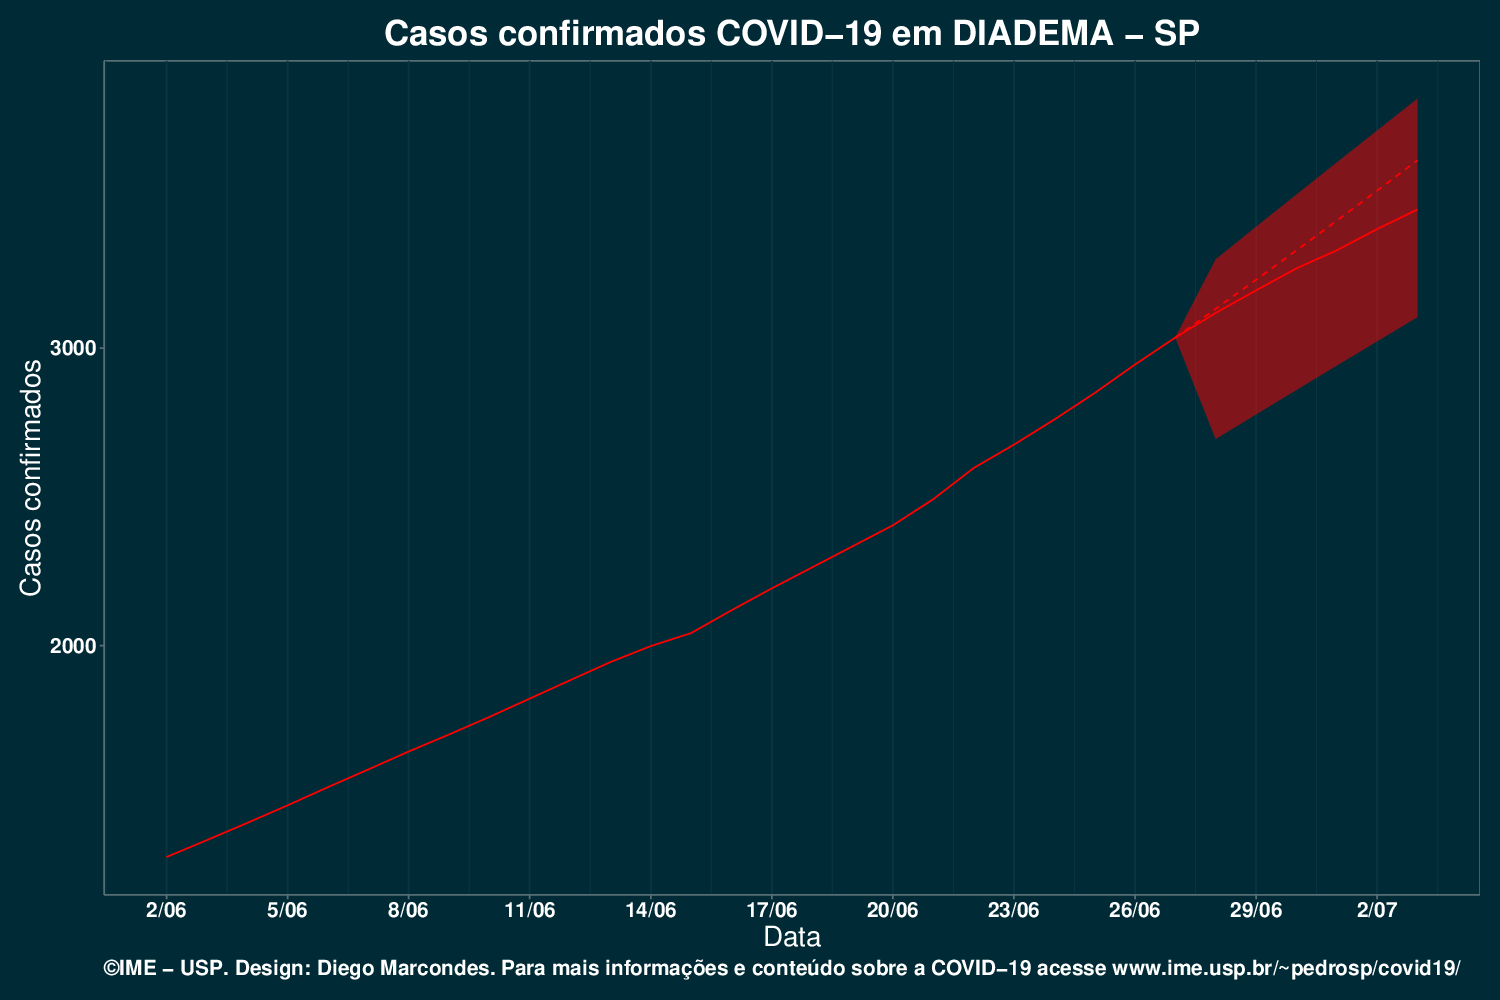 Casos confirmados COVID−19 em DIADEMA − SP
Casos confirmados
3000
2000
2/06 5/06 8/06 11/06 14/06 17/06 20/06 23/06 26/06 29/06 2/07
Data
©IME − USP. Design: Diego Marcondes. Para mais informações e conteúdo sobre a COVID−19 acesse www.ime.usp.br/~pedrosp/covid19/